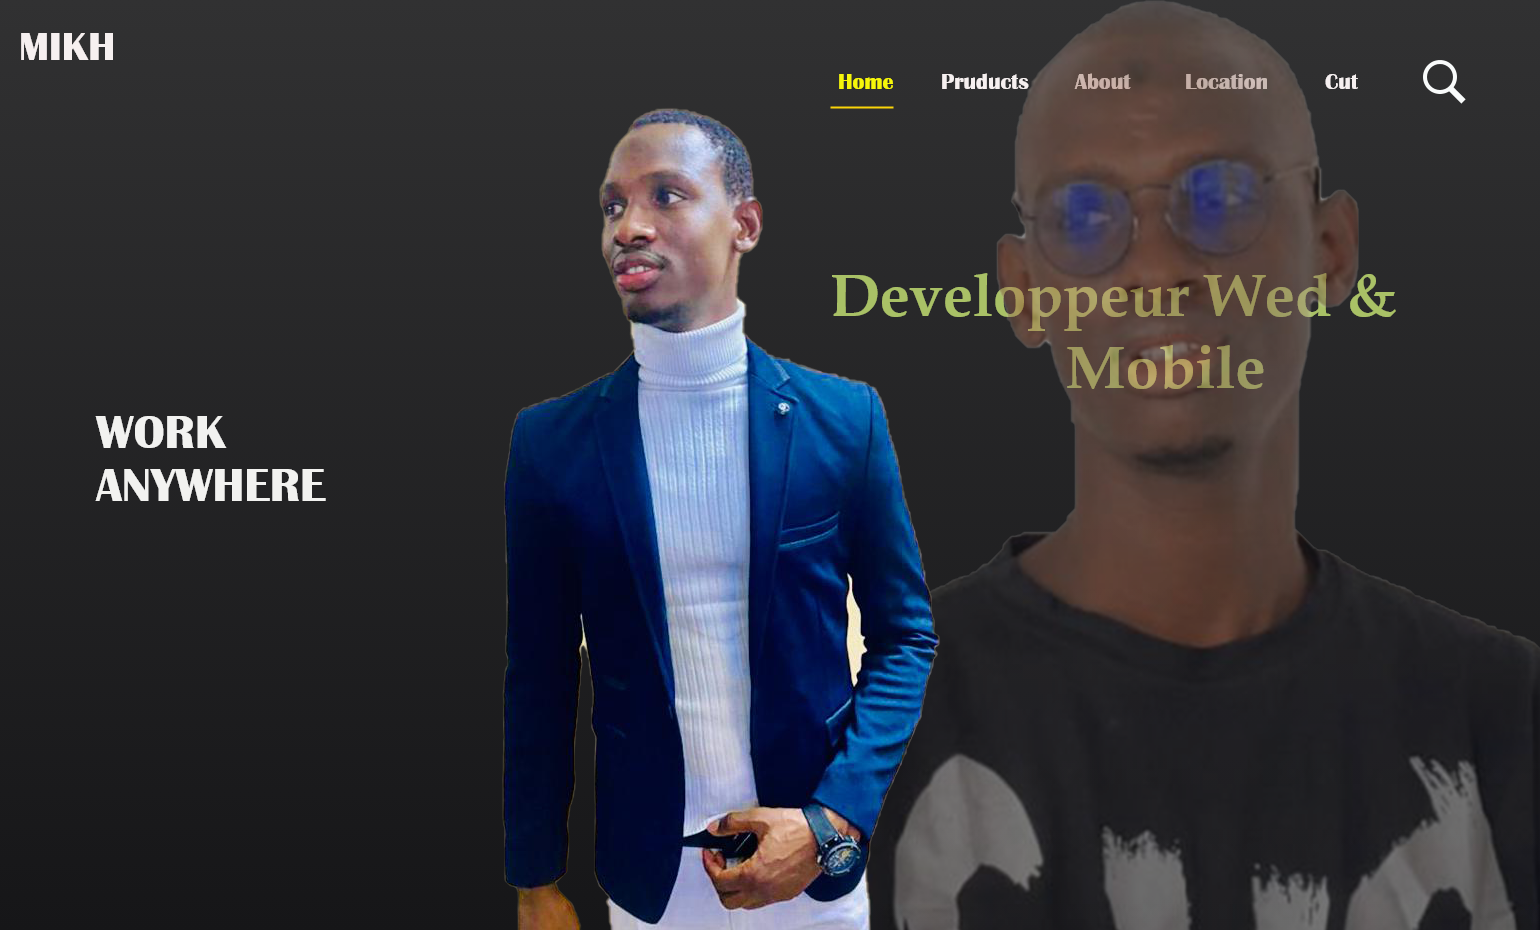 MIKH
Home Pruducts About Location Cut
Developpeur Wed &
Mobile
WORK
ANYWHERE